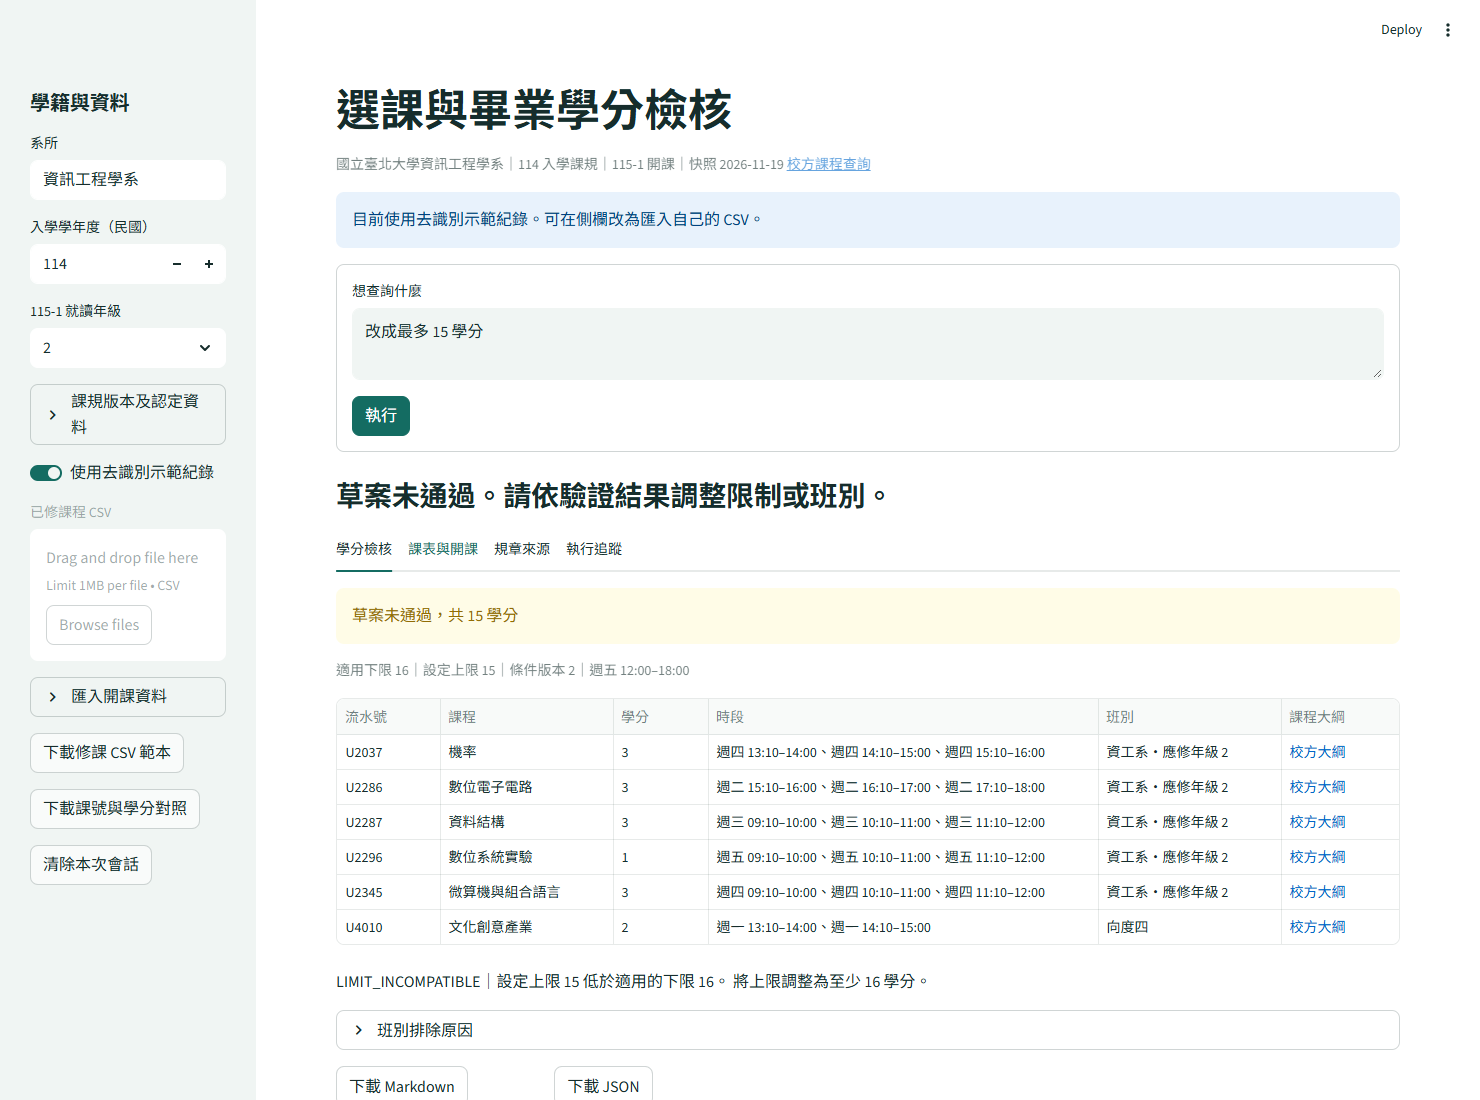 Deploy
學籍與資料
系所
資訊工程學系
入學學年度（民國）
114
115-1 就讀年級
2
課規版本及認定資
料
使用去識別示範紀錄
已修課程 CSV
Drag and drop file here
Limit 1MB per file • CSV
Browse files
匯入開課資料
下載修課 CSV 範本
下載課號與學分對照
清除本次會話
選課與畢業學分檢核
國立臺北大學資訊工程學系｜114 入學課規｜115-1 開課｜快照 2026-11-19 校方課程查詢
目前使用去識別示範紀錄。可在側欄改為匯入自己的 CSV。
想查詢什麼
改成最多 15 學分
執行
草案未通過。請依驗證結果調整限制或班別。
學分檢核 課表與開課 規章來源 執行追蹤
草案未通過，共 15 學分
適用下限 16｜設定上限 15｜條件版本 2｜週五 12:00–18:00
流水號 課程 學分 時段 班別 課程大綱
U2037 機率 3 週四 13:10–14:00、週四 14:10–15:00、週四 15:10–16:00 資工系・應修年級 2 校方大綱
U2286 數位電子電路 3 週二 15:10–16:00、週二 16:10–17:00、週二 17:10–18:00 資工系・應修年級 2 校方大綱
U2287 資料結構 3 週三 09:10–10:00、週三 10:10–11:00、週三 11:10–12:00 資工系・應修年級 2 校方大綱
U2296 數位系統實驗 1 週五 09:10–10:00、週五 10:10–11:00、週五 11:10–12:00 資工系・應修年級 2 校方大綱
U2345 微算機與組合語言 3 週四 09:10–10:00、週四 10:10–11:00、週四 11:10–12:00 資工系・應修年級 2 校方大綱
U4010 文化創意產業 2 週一 13:10–14:00、週一 14:10–15:00 向度四 校方大綱
LIMIT_INCOMPATIBLE｜設定上限 15 低於適用的下限 16。 將上限調整為至少 16 學分。
班別排除原因
下載 Markdown 下載 JSON